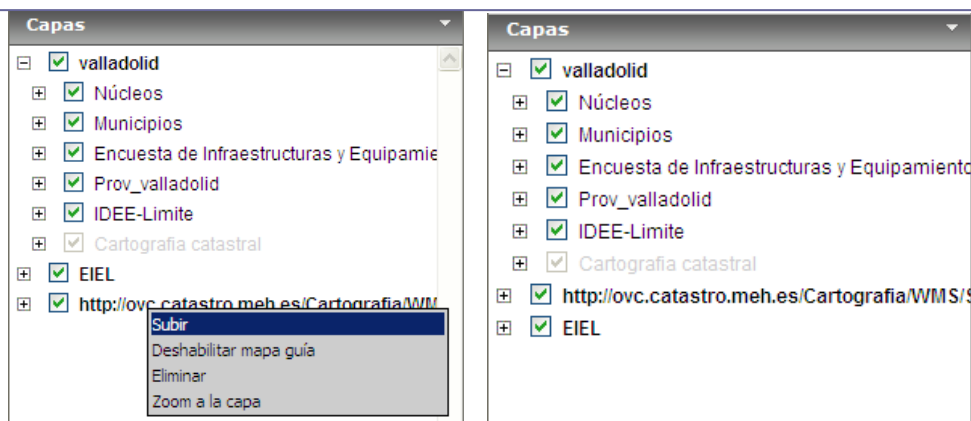 Capas
valladolid
Núcleos
Municipios
Encuesta de Infraestructuras y Equipamie
Prov_valladolid
IDEE-Limite
Cartografia catastral
EIEL
http://ovc.catastro.meh.es/Cartografia/WM
Subir
Deshabilitar mapa guía
Eliminar
Zoom a la capa
Capas
valladolid
Núcleos
Municipios
Encuesta de Infraestructuras y Equipamiento
Prov_valladolid
IDEE-Limite
Cartografia catastral
http://ovc.catastro.meh.es/Cartografia/WMS/S
EIEL